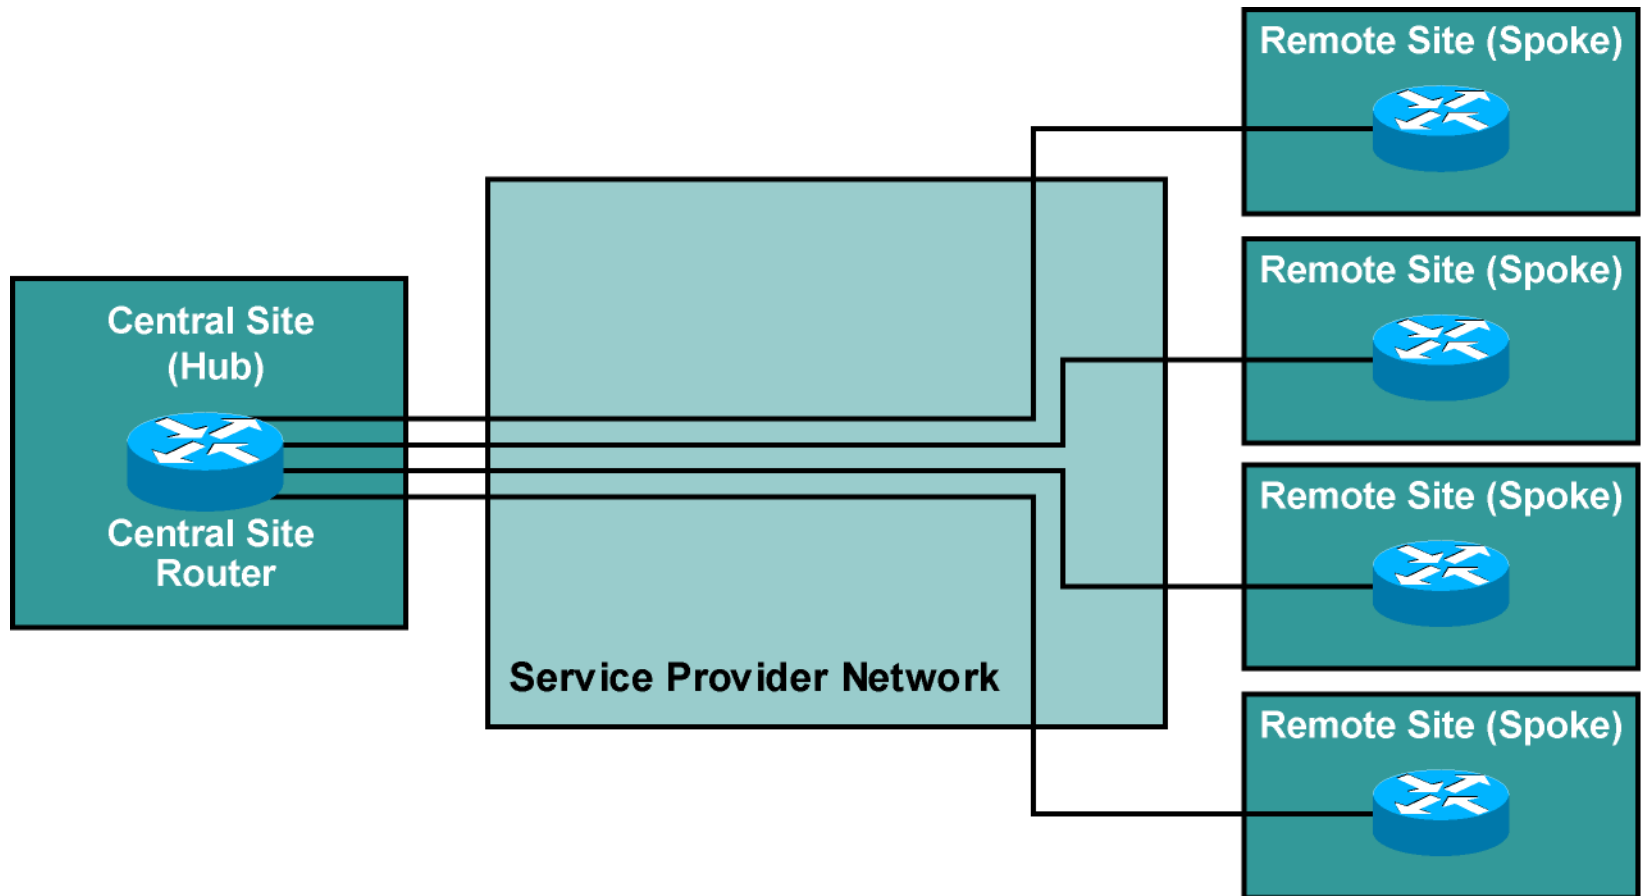 Central Site
(Hub)
Central Site
Router
Service Provider Network
Remote Site (Spoke)
Remote Site (Spoke)
Remote Site (Spoke)
Remote Site (Spoke)